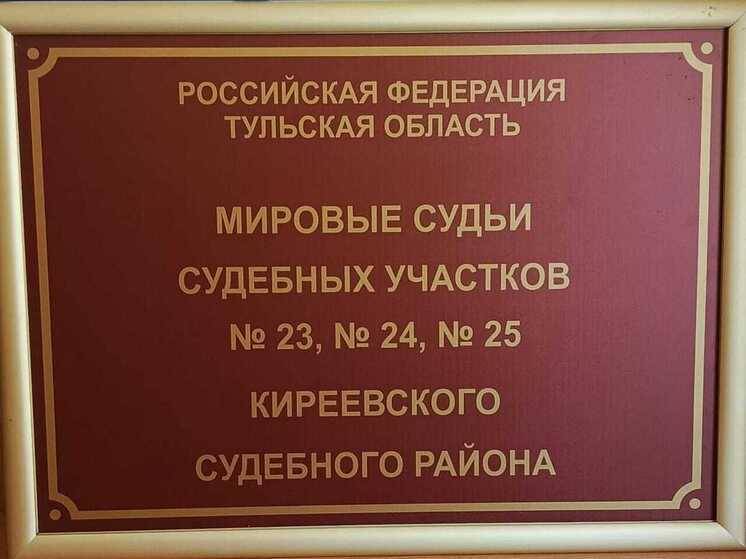 РОССИЙСКАЯ ФЕДЕРАЦИЯ
ТУЛЬСКАЯ ОБЛАСТЬ
МИРОВЫЕ СУДЬИ
СУДЕБНЫХ УЧАСТКОВ
№ 23, № 24, № 25
КИРЕЕВСКОГО
СУДЕБНОГО РАЙОНА